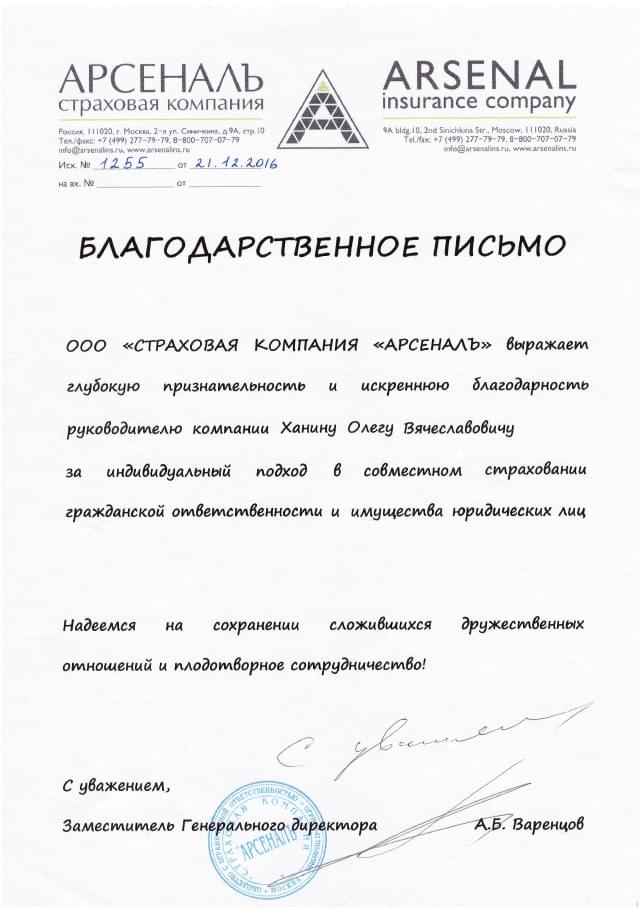 АРСЕНАЛЪ
страховая компания
Россия, 111020, г. Москва, 2-я ул. Синичкина, д.9А, стр.10
Тел./факс: +7 (499) 277-79-79, 8-800-707-07-79
info@arsenalins.ru, www.arsenalins.ru
Исх. № 1255 от 21.12.2016
на вх. № от
ARSENAL
insurance company
9A bldg.10, 2nd Sinichkina Str., Moscow, 111020, Russia
Tel./fax: +7 (499) 277-79-79, 8-800-707-07-79
info@arsenalins.ru, www.arsenalins.ru
БЛАГОДАРСТВЕННОЕ ПИСЬМО
ООО «СТРАХОВАЯ КОМПАНИЯ «АРСЕНАЛЪ» выражает
глубокую признательность и искреннюю благодарность
руководителю компании Ханину Олегу Вячеславовичу
за индивидуальный подход в совместном страховании
гражданской ответственности и имущества юридических лиц
Надеемся на сохранении сложившихся дружественных
отношений и плодотворное сотрудничество!
С уважением
С уважением,
Заместитель Генерального директора А.Б. Варенцов
СТРАХОВАЯ КОМПАНИЯ
"АРСЕНАЛЪ"
МОСКВА